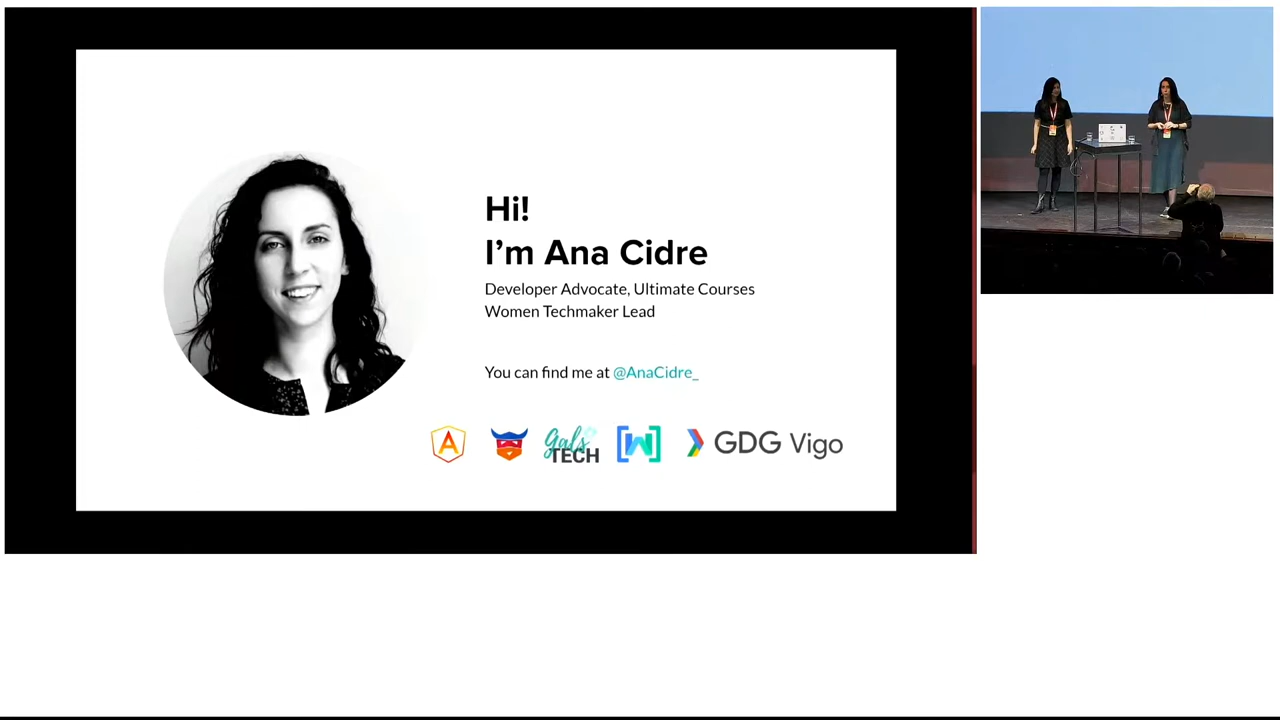 Hi!
I'm Ana Cidre
Developer Advocate, Ultimate Courses
Women Techmaker Lead
You can find me at @AnaCidre_
A
gals TECH
W
GDG Vigo